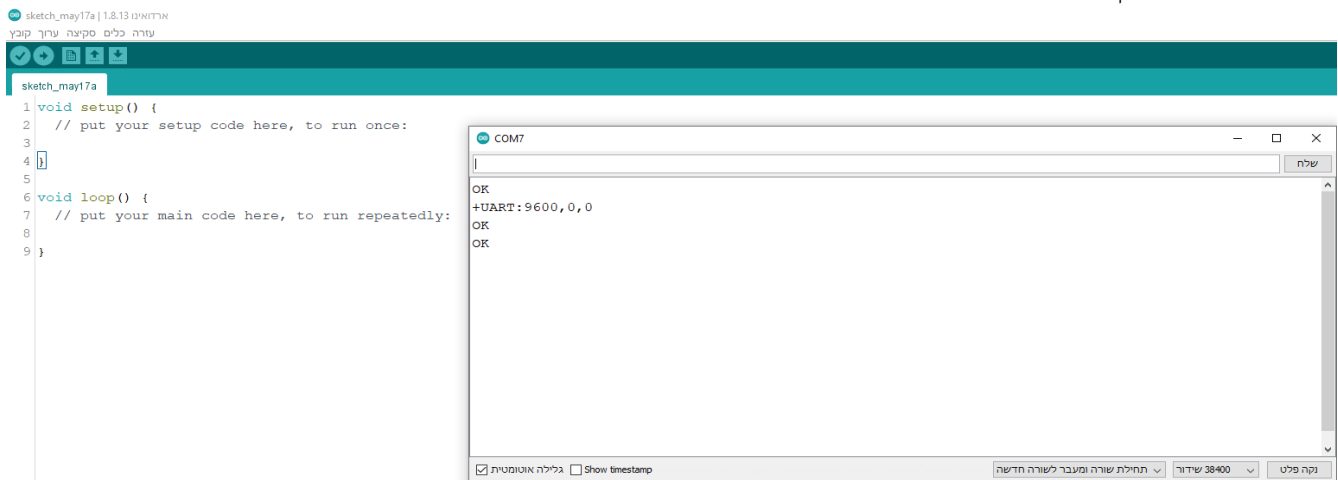 sketch_may17a | 1.8.13 ארדואינו
קובץ ערוך סקיצה כלים עזרה
sketch_may17a
1 void setup() {
2   // put your setup code here, to run once:
3
4 }
5
6 void loop() {
7   // put your main code here, to run repeatedly:
8
9 }
COM7
שלח
OK
+UART:9600,0,0
OK
OK
גלילה אוטומטית Show timestamp תחילת שורה ומעבר לשורה חדשה 38400 שידור נקה פלט